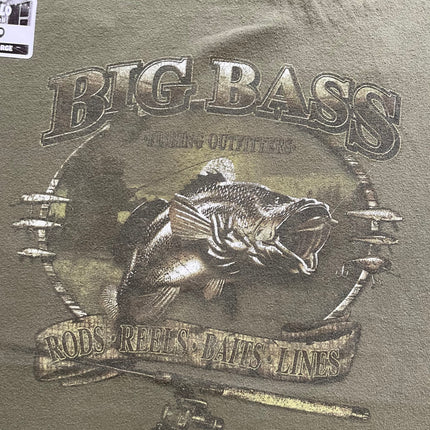 BIG BASS
FISHING OUTFITTERS
RODS · REELS · BAITS · LINES